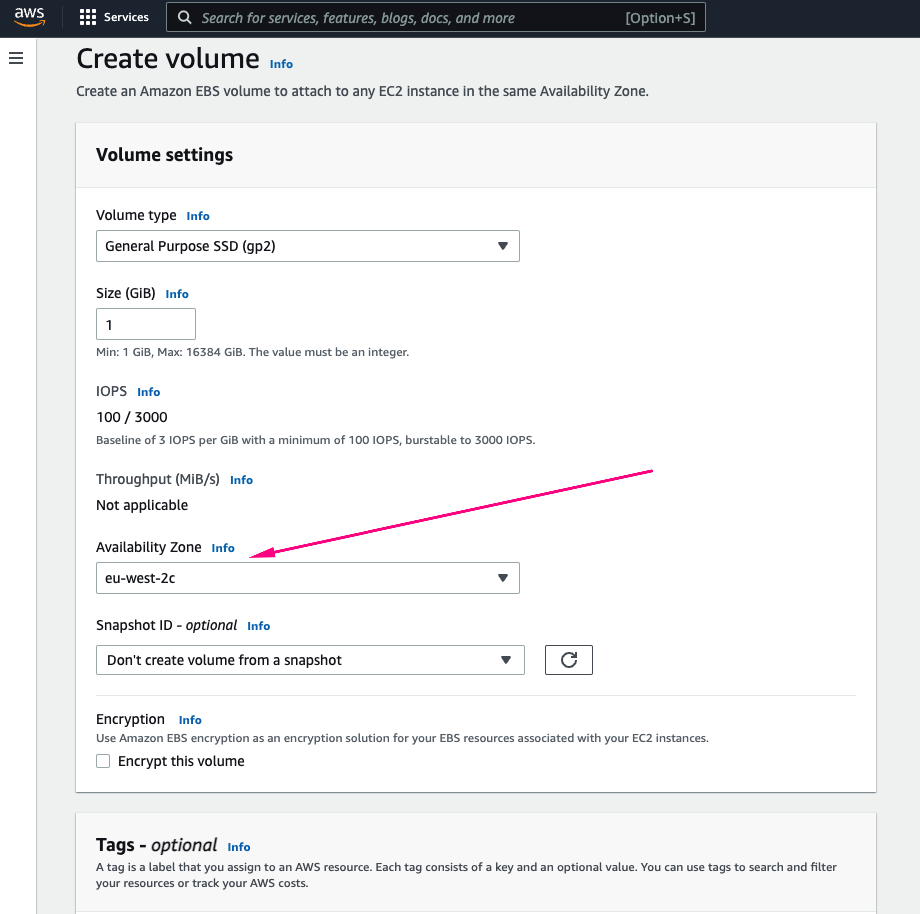 aws Services Search for services, features, blogs, docs, and more [Option+S]
Create volume Info
Create an Amazon EBS volume to attach to any EC2 instance in the same Availability Zone.
Volume settings
Volume type Info
General Purpose SSD (gp2)
Size (GiB) Info
1
Min: 1 GiB, Max: 16384 GiB. The value must be an integer.
IOPS Info
100 / 3000
Baseline of 3 IOPS per GiB with a minimum of 100 IOPS, burstable to 3000 IOPS.
Throughput (MiB/s) Info
Not applicable
Availability Zone Info
eu-west-2c
Snapshot ID - optional Info
Don't create volume from a snapshot
Encryption Info
Use Amazon EBS encryption as an encryption solution for your EBS resources associated with your EC2 instances.
Encrypt this volume
Tags - optional Info
A tag is a label that you assign to an AWS resource. Each tag consists of a key and an optional value. You can use tags to search and filter
your resources or track your AWS costs.